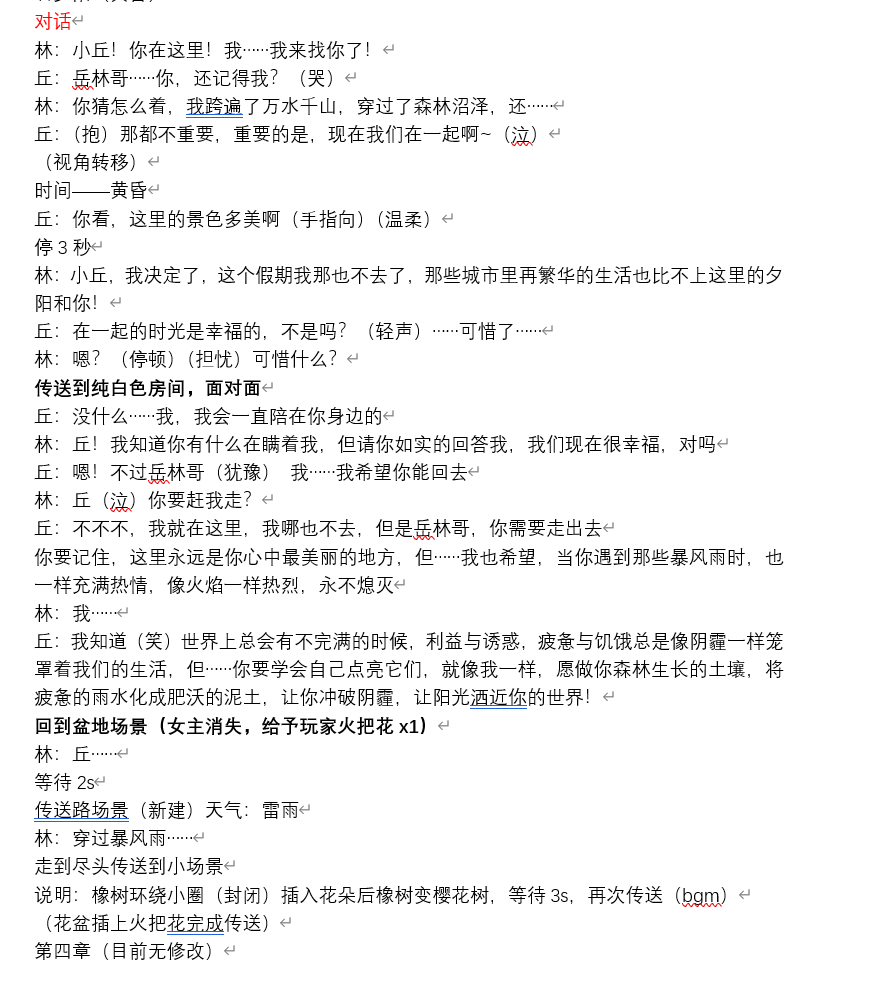 对话
林：小丘！你在这里！我……我来找你了！
丘：岳林哥……你，还记得我？（哭）
林：你猜怎么着，我跨遍了万水千山，穿过了森林沼泽，还……
丘：（抱）那都不重要，重要的是，现在我们在一起啊~（泣）
（视角转移）
时间——黄昏
丘：你看，这里的景色多美啊（手指向）（温柔）
停 3 秒
林：小丘，我决定了，这个假期我那也不去了，那些城市里再繁华的生活也比不上这里的夕
阳和你！
丘：在一起的时光是幸福的，不是吗？（轻声）……可惜了……
林：嗯？（停顿）（担忧）可惜什么？
传送到纯白色房间，面对面
丘：没什么……我，我会一直陪在你身边的
林：丘！我知道你有什么在瞒着我，但请你如实的回答我，我们现在很幸福，对吗
丘：嗯！不过岳林哥（犹豫） 我……我希望你能回去
林：丘（泣）你要赶我走？
丘：不不不，我就在这里，我哪也不去，但是岳林哥，你需要走出去
你要记住，这里永远是你心中最美丽的地方，但……我也希望，当你遇到那些暴风雨时，也
一样充满热情，像火焰一样热烈，永不熄灭
林：我……
丘：我知道（笑）世界上总会有不完满的时候，利益与诱惑，疲惫与饥饿总是像阴霾一样笼
罩着我们的生活，但……你要学会自己点亮它们，就像我一样，愿做你森林生长的土壤，将
疲惫的雨水化成肥沃的泥土，让你冲破阴霾，让阳光洒近你的世界！
回到盆地场景（女主消失，给予玩家火把花 x1）
林：丘……
等待 2s
传送路场景（新建）天气：雷雨
林：穿过暴风雨……
走到尽头传送到小场景
说明：橡树环绕小圈（封闭）插入花朵后橡树变樱花树，等待 3s，再次传送（bgm）
（花盆插上火把花完成传送）
第四章（目前无修改）